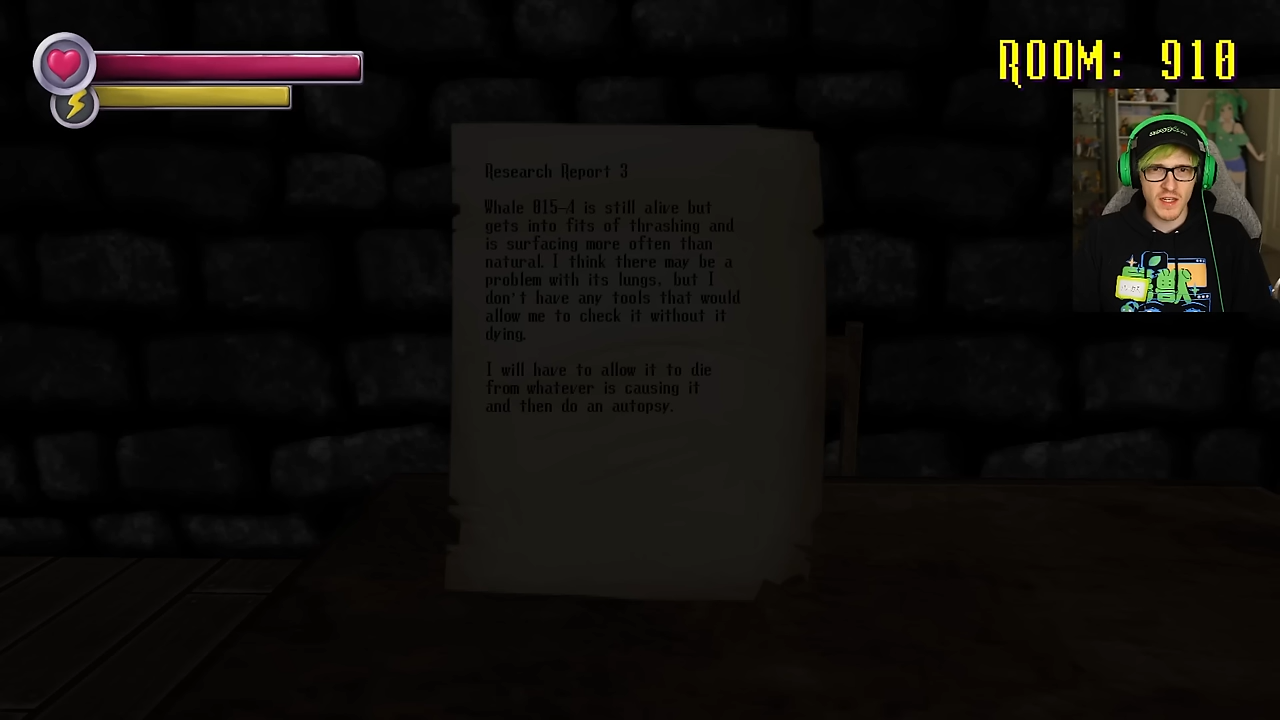 ROOM: 910
Research Report 3
Whale 015-A is still alive but
gets into fits of thrashing and
is surfacing more often than
natural. I think there may be a
problem with its lungs, but I
don't have any tools that would
allow me to check it without it
dying.
I will have to allow it to die
from whatever is causing it
and then do an autopsy.